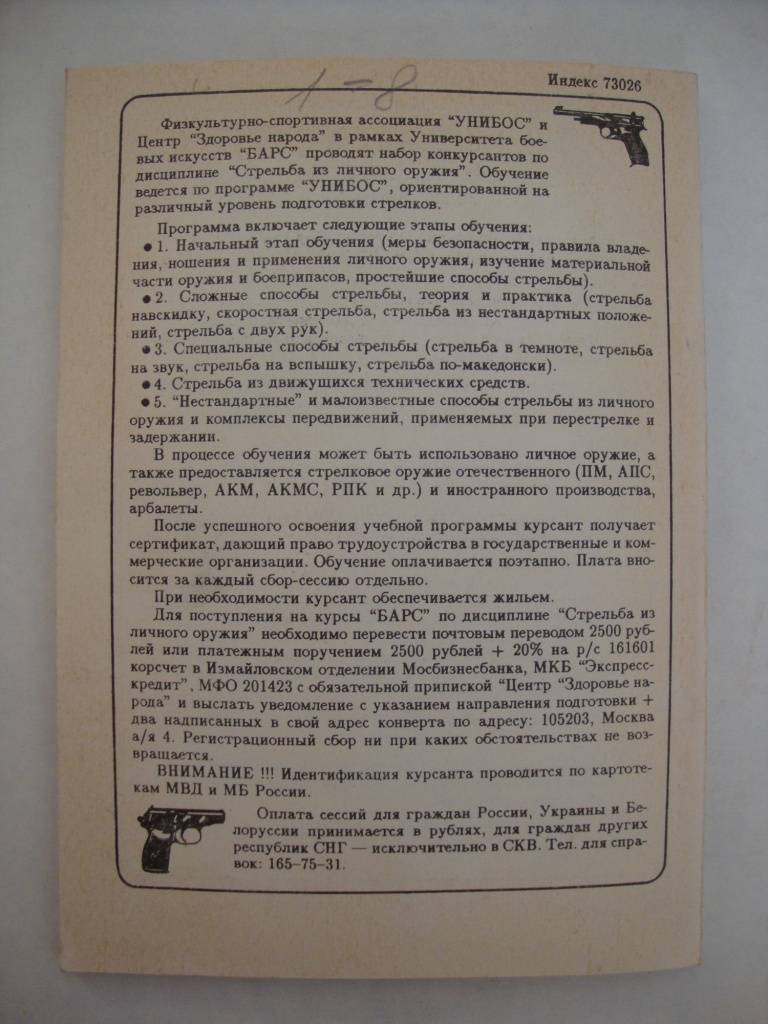 1 = 8
Индекс 73026
Физкультурно-спортивная ассоциация "УНИБОС" и
Центр "Здоровье народа" в рамках Университета бое-
вых искусств "БАРС" проводят набор конкурсантов по
дисциплине "Стрельба из личного оружия". Обучение
ведется по программе "УНИБОС", ориентированной на
различный уровень подготовки стрелков.
Программа включает следующие этапы обучения:
● 1. Начальный этап обучения (меры безопасности, правила владе-
ния, ношения и применения личного оружия, изучение материальной
части оружия и боеприпасов, простейшие способы стрельбы).
● 2. Сложные способы стрельбы, теория и практика (стрельба
навскидку, скоростная стрельба, стрельба из нестандартных положе-
ний, стрельба с двух рук).
● 3. Специальные способы стрельбы (стрельба в темноте, стрельба
на звук, стрельба на вспышку, стрельба по-македонски).
● 4. Стрельба из движущихся технических средств.
● 5. "Нестандартные" и малоизвестные способы стрельбы из личного
оружия и комплексы передвижений, применяемых при перестрелке и
задержании.
В процессе обучения может быть использовано личное оружие, а
также предоставляется стрелковое оружие отечественного (ПМ, АПС,
револьвер, АКМ, АКМС, РПК и др.) и иностранного производства,
арбалеты.
После успешного освоения учебной программы курсант получает
сертификат, дающий право трудоустройства в государственные и ком-
мерческие организации. Обучение оплачивается поэтапно. Плата вно-
сится за каждый сбор-сессию отдельно.
При необходимости курсант обеспечивается жильем.
Для поступления на курсы "БАРС" по дисциплине "Стрельба из
личного оружия" необходимо перевести почтовым переводом 2500 руб-
лей или платежным поручением 2500 рублей + 20% на р/с 161601
корсчет в Измайловском отделении Мосбизнесбанка, МКБ "Экспресс-
кредит", МФО 201423 с обязательной припиской "Центр "Здоровье на-
рода" и выслать уведомление с указанием направления подготовки +
два надписанных в свой адрес конверта по адресу: 105203, Москва
а/я 4. Регистрационный сбор ни при каких обстоятельствах не воз-
вращается.
ВНИМАНИЕ !!! Идентификация курсанта проводится по картоте-
кам МВД и МБ России.
Оплата сессий для граждан России, Украины и Бе-
лоруссии принимается в рублях, для граждан других
республик СНГ — исключительно в СКВ. Тел. для спра-
вок: 165-75-31.